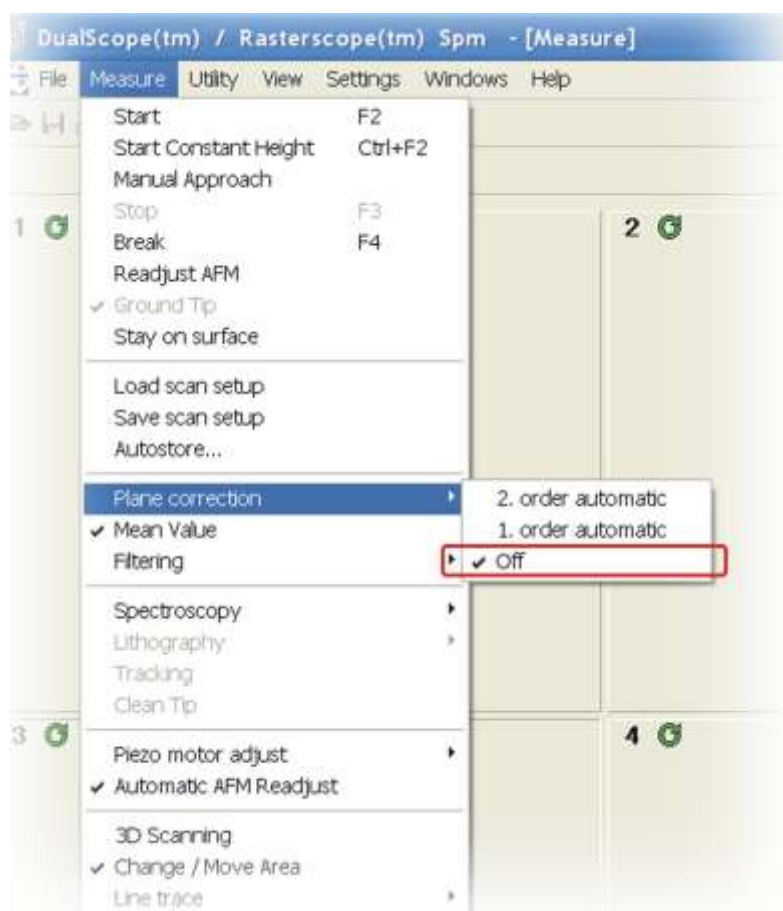 DualScope(tm) / Rasterscope(tm) Spm - [Measure]
File Measure Utility View Settings Windows Help
Start F2
Start Constant Height Ctrl+F2
Manual Approach
Stop F3
1 2
Break F4
Readjust AFM
Ground Tip
Stay on surface
Load scan setup
Save scan setup
Autostore...
Plane correction 2. order automatic
Mean Value 1. order automatic
Filtering Off
Spectroscopy
Lithography
Tracking
Clean Tip
3 4
Piezo motor adjust
Automatic AFM Readjust
3D Scanning
Change / Move Area
Line trace